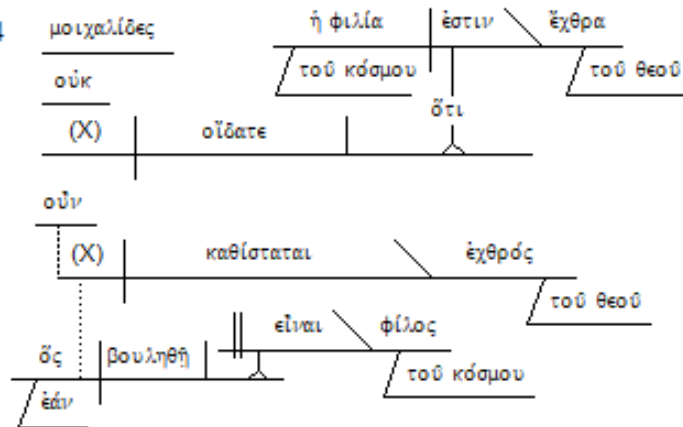 4 μοιχαλίδες ἡ φιλία ἐστιν ἔχθρα
οὐκ τοῦ κόσμου τοῦ θεοῦ
ὅτι
(X) οἴδατε
οὖν
(X) καθίσταται ἐχθρός
τοῦ θεοῦ
εἶναι φίλος
ὅς βουληθῇ τοῦ κόσμου
ἐάν